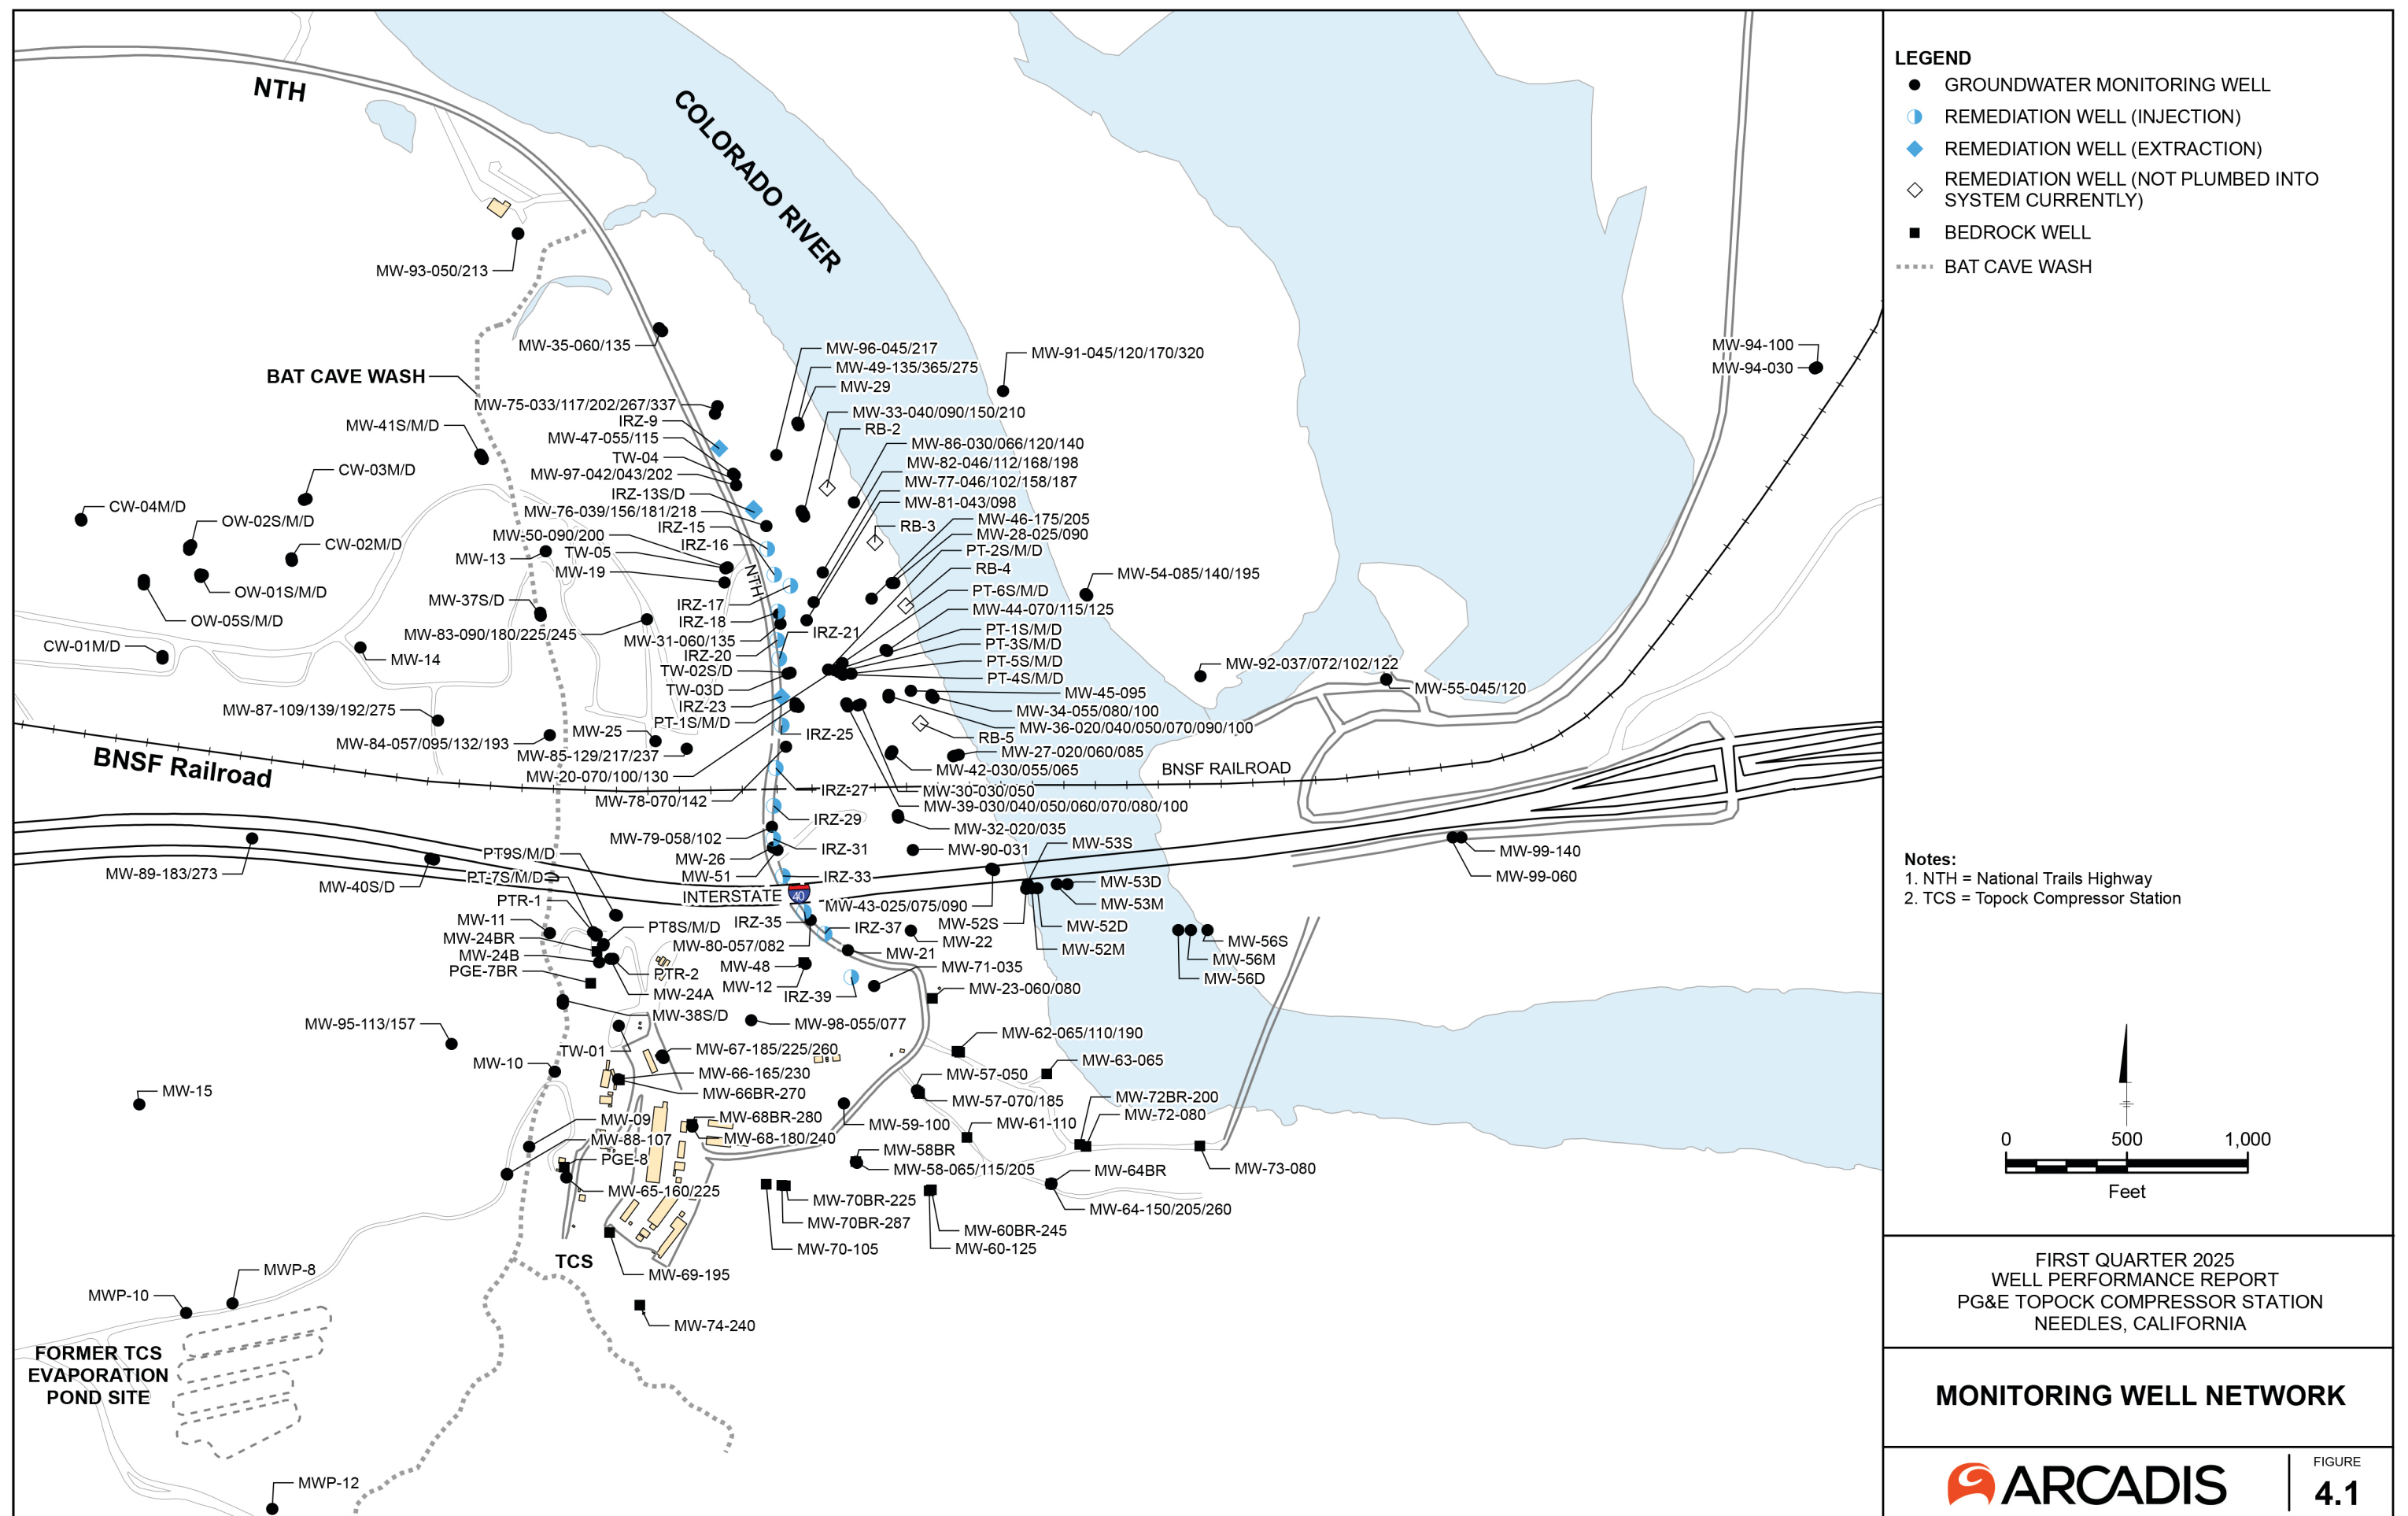 NTH
COLORADO RIVER
MW-93-050/213
MW-35-060/135
BAT CAVE WASH
MW-96-045/217
MW-49-135/365/275
MW-29
MW-91-045/120/170/320
MW-94-100
MW-94-030
MW-75-033/117/202/267/337
IRZ-9
MW-47-055/115
TW-04
MW-97-042/043/202
IRZ-13S/D
MW-76-039/156/181/218
IRZ-15
IRZ-16
MW-33-040/090/150/210
RB-2
MW-86-030/066/120/140
MW-82-046/112/168/198
MW-77-046/102/158/187
MW-81-043/098
RB-3
MW-46-175/205
MW-28-025/090
PT-2S/M/D
RB-4
PT-6S/M/D
MW-44-070/115/125
PT-1S/M/D
PT-3S/M/D
PT-5S/M/D
PT-4S/M/D
MW-54-085/140/195
MW-41S/M/D
CW-03M/D
CW-04M/D
OW-02S/M/D
CW-02M/D
OW-01S/M/D
OW-05S/M/D
CW-01M/D
MW-50-090/200
MW-13
TW-05
MW-19
NTH
MW-37S/D
MW-83-090/180/225/245
MW-14
IRZ-17
IRZ-18
MW-31-060/135
IRZ-21
IRZ-20
TW-02S/D
TW-03D
IRZ-23
PT-1S/M/D
IRZ-25
MW-92-037/072/102/122
MW-55-045/120
MW-45-095
MW-34-055/080/100
MW-36-020/040/050/070/090/100
RB-5
MW-27-020/060/085
MW-42-030/055/065
BNSF RAILROAD
MW-87-109/139/192/275
MW-84-057/095/132/193
MW-25
MW-85-129/217/237
MW-20-070/100/130
MW-78-070/142
BNSF Railroad
IRZ-27
MW-30-030/050
MW-39-030/040/050/060/070/080/100
IRZ-29
MW-32-020/035
MW-79-058/102
IRZ-31
MW-90-031
MW-53S
MW-26
MW-51
IRZ-33
MW-89-183/273
MW-40S/D
PT9S/M/D
PT-7S/M/D
PTR-1
INTERSTATE
40
MW-43-025/075/090
MW-53D
MW-53M
MW-52S
MW-52D
MW-52M
MW-99-140
MW-99-060
MW-11
MW-24BR
MW-24B
PGE-7BR
PT8S/M/D
IRZ-35
MW-80-057/082
IRZ-37
MW-22
MW-21
MW-56S
MW-56M
MW-56D
PTR-2
MW-24A
MW-48
MW-12
IRZ-39
MW-71-035
MW-23-060/080
MW-38S/D
MW-98-055/077
MW-95-113/157
TW-01
MW-10
MW-67-185/225/260
MW-66-165/230
MW-66BR-270
MW-62-065/110/190
MW-63-065
MW-57-050
MW-57-070/185
MW-72BR-200
MW-72-080
MW-61-110
MW-15
MW-09
MW-88-107
PGE-8
MW-65-160/225
MW-68BR-280
MW-68-180/240
MW-59-100
MW-58BR
MW-58-065/115/205
MW-73-080
MW-64BR
MW-64-150/205/260
MW-70BR-225
MW-70BR-287
MW-70-105
MW-60BR-245
MW-60-125
TCS
MW-69-195
MW-74-240
MWP-8
MWP-10
FORMER TCS
EVAPORATION
POND SITE
MWP-12
LEGEND
GROUNDWATER MONITORING WELL
REMEDIATION WELL (INJECTION)
REMEDIATION WELL (EXTRACTION)
REMEDIATION WELL (NOT PLUMBED INTO
SYSTEM CURRENTLY)
BEDROCK WELL
BAT CAVE WASH
Notes:
1. NTH = National Trails Highway
2. TCS = Topock Compressor Station
0 500 1,000
Feet
FIRST QUARTER 2025
WELL PERFORMANCE REPORT
PG&E TOPOCK COMPRESSOR STATION
NEEDLES, CALIFORNIA
MONITORING WELL NETWORK
ARCADIS
FIGURE
4.1